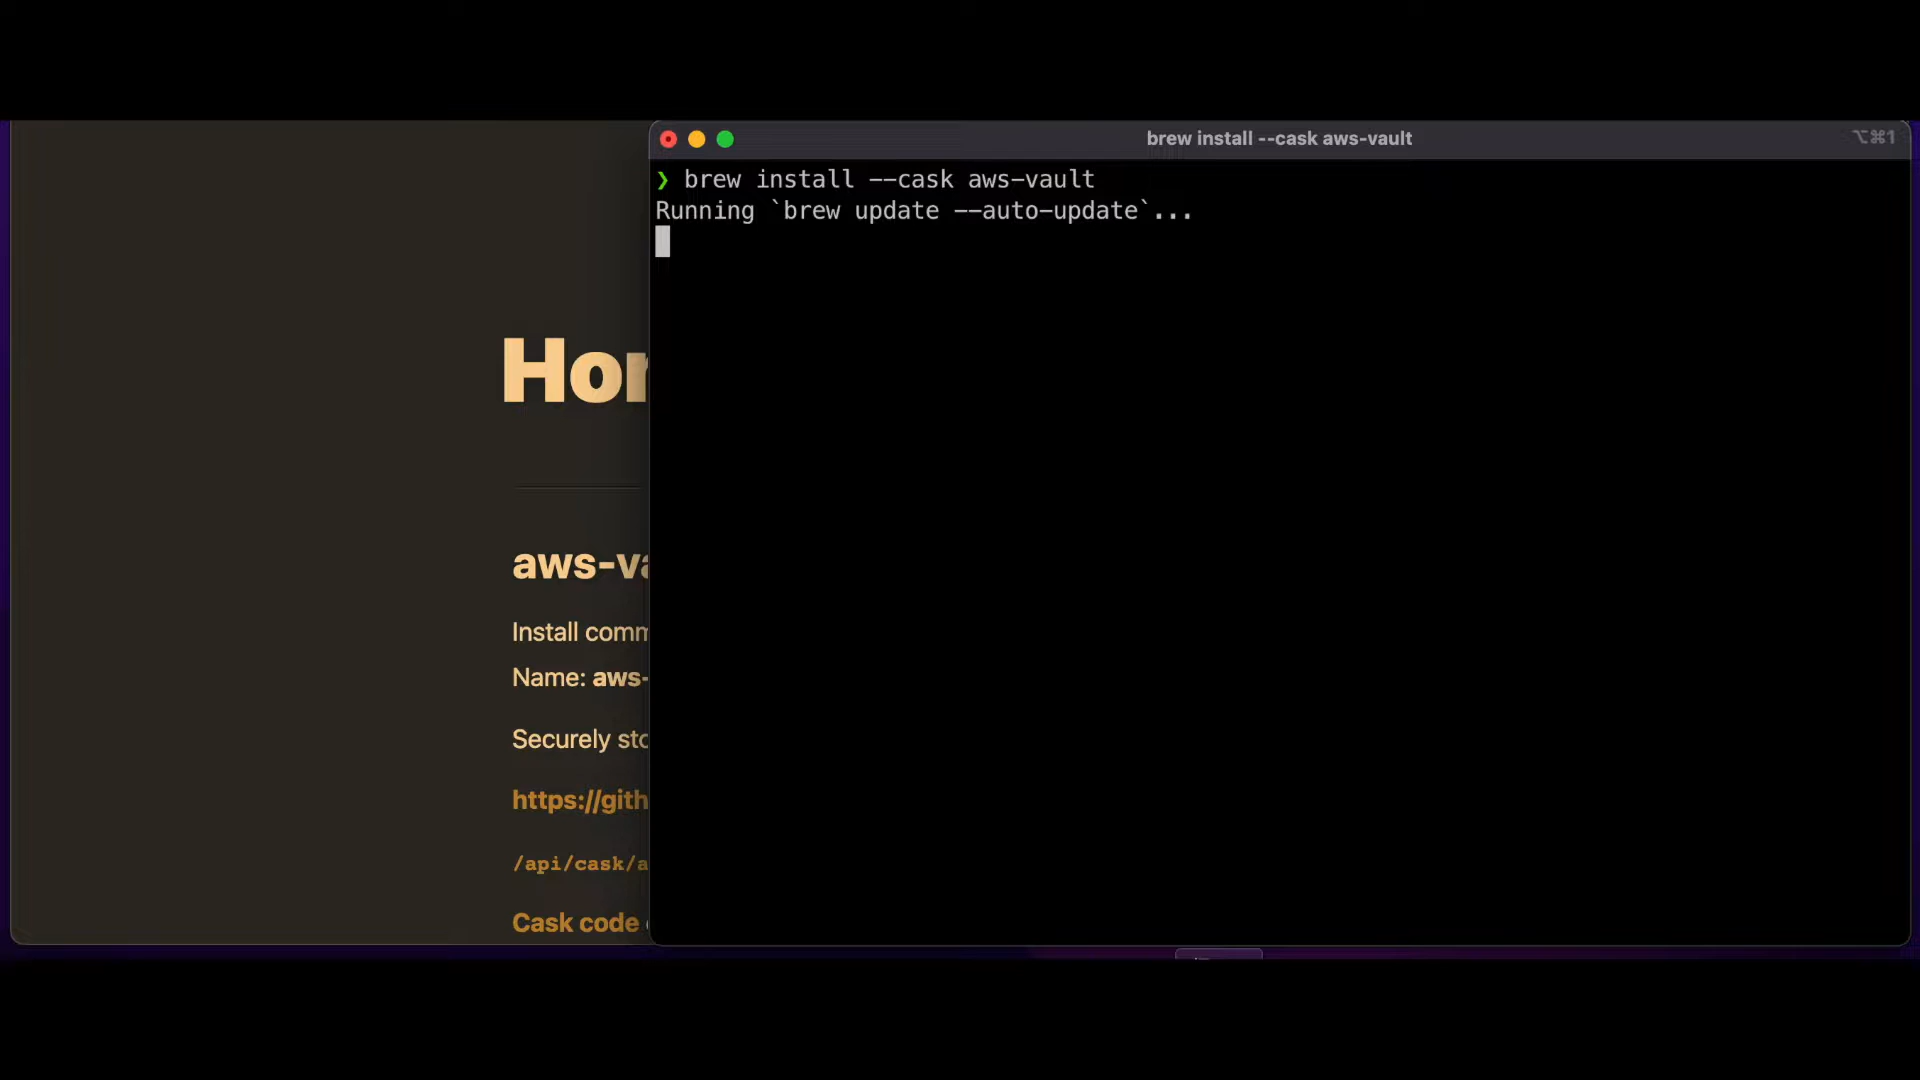 brew install --cask aws-vault
⌥⌘1
❯ brew install --cask aws-vault
Running `brew update --auto-update`...
Hor
aws-va
Install comm
Name: aws-
Securely sto
https://gith
/api/cask/a
Cask code